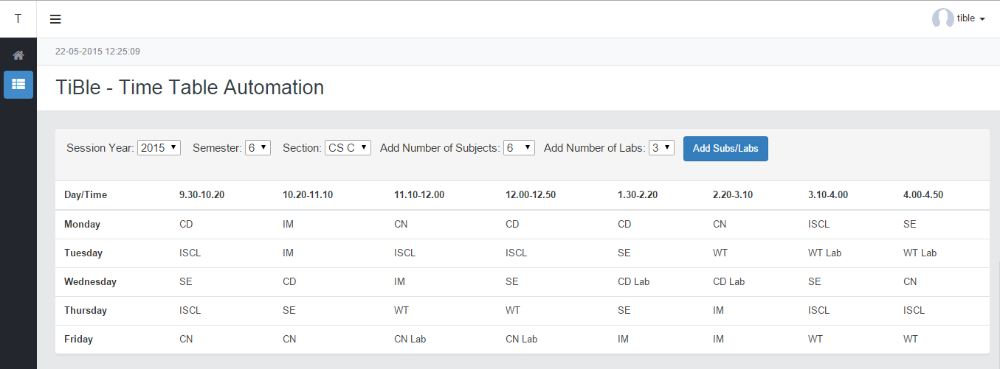 T
tible
22-05-2015 12:25:09
TiBle - Time Table Automation
Session Year: 2015 Semester: 6 Section: CS C Add Number of Subjects: 6 Add Number of Labs: 3 Add Subs/Labs
Day/Time 9.30-10.20 10.20-11.10 11.10-12.00 12.00-12.50 1.30-2.20 2.20-3.10 3.10-4.00 4.00-4.50
Monday CD IM CN CD CD CN ISCL SE
Tuesday ISCL IM ISCL ISCL SE WT WT Lab WT Lab
Wednesday SE CD IM SE CD Lab CD Lab SE CN
Thursday ISCL SE WT WT SE IM ISCL ISCL
Friday CN CN CN Lab CN Lab IM IM WT WT